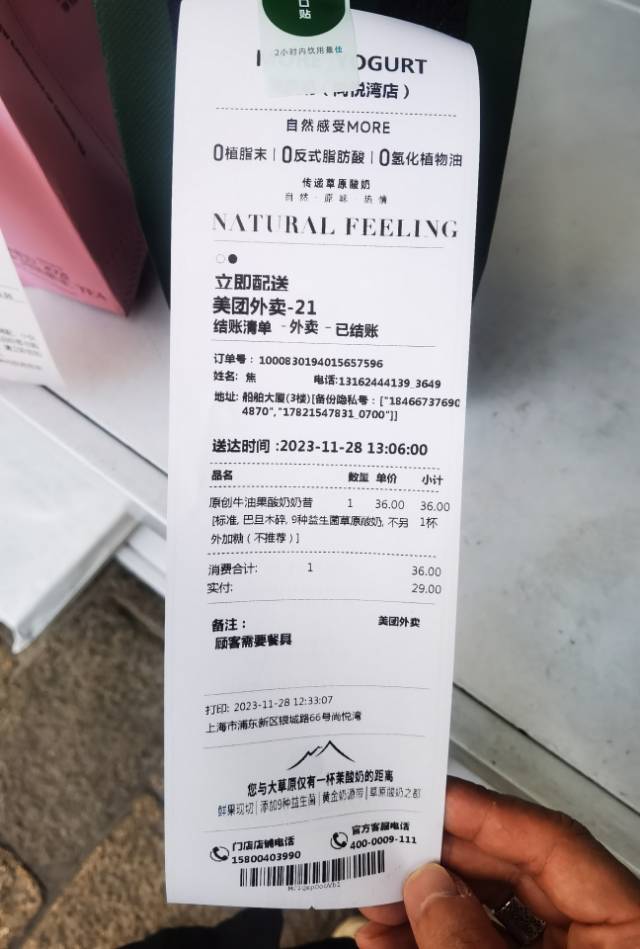 口
贴
2小时内饮用最佳
YOGURT
悦湾店）
自然感受MORE
0植脂末 | 0反式脂肪酸 | 0氢化植物油
传递草原酸奶
自然 · 原味 · 热情
NATURAL FEELING
立即配送
美团外卖-21
结账清单 - 外卖 - 已结账
订单号： 1000830194015657596
姓名: 焦 电话:13162444139_3649
地址: 船舶大厦(3楼)[备份隐私号： ["18466737690
4870","17821547831_0700"]]
送达时间 :2023-11-28 13:06:00
品名 数量 单价 小计
原创牛油果酸奶奶昔 1 36.00 36.00
[标准, 巴旦木碎, 9种益生菌草原酸奶, 不另 1杯
外加糖（不推荐）]
消费合计: 1 36.00
实付: 29.00
备注： 美团外卖
顾客需要餐具
打印: 2023-11-28 12:33:07
上海市浦东新区银城路66号尚悦湾
您与大草原仅有一杯茉酸奶的距离
鲜果现切 | 添加9种益生菌 | 黄金奶源带 | 草原酸奶之都
门店店铺电话
15800403990
官方客服电话
400-0009-111